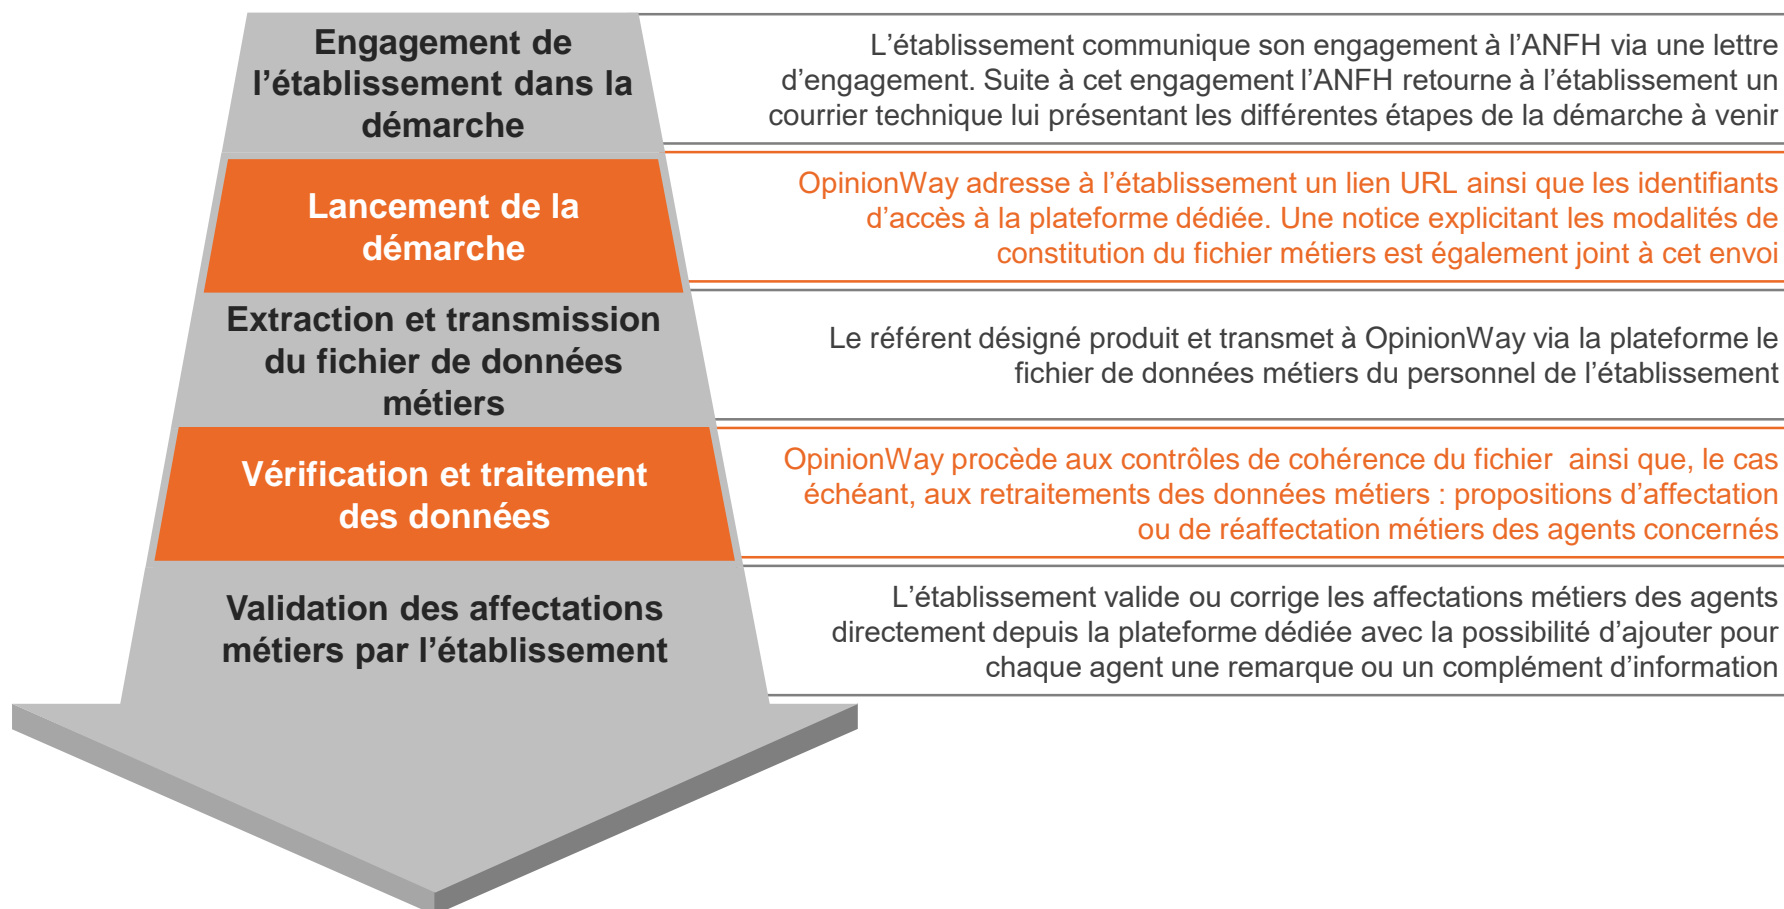 Engagement de
l’établissement dans la
démarche
L’établissement communique son engagement à l’ANFH via une lettre
d’engagement. Suite à cet engagement l’ANFH retourne à l’établissement un
courrier technique lui présentant les différentes étapes de la démarche à venir
Lancement de la
démarche
OpinionWay adresse à l’établissement un lien URL ainsi que les identifiants
d’accès à la plateforme dédiée. Une notice explicitant les modalités de
constitution du fichier métiers est également joint à cet envoi
Extraction et transmission
du fichier de données
métiers
Le référent désigné produit et transmet à OpinionWay via la plateforme le
fichier de données métiers du personnel de l’établissement
Vérification et traitement
des données
OpinionWay procède aux contrôles de cohérence du fichier  ainsi que, le cas
échéant, aux retraitements des données métiers : propositions d’affectation
ou de réaffectation métiers des agents concernés
Validation des affectations
métiers par l’établissement
L’établissement valide ou corrige les affectations métiers des agents
directement depuis la plateforme dédiée avec la possibilité d’ajouter pour
chaque agent une remarque ou un complément d’information